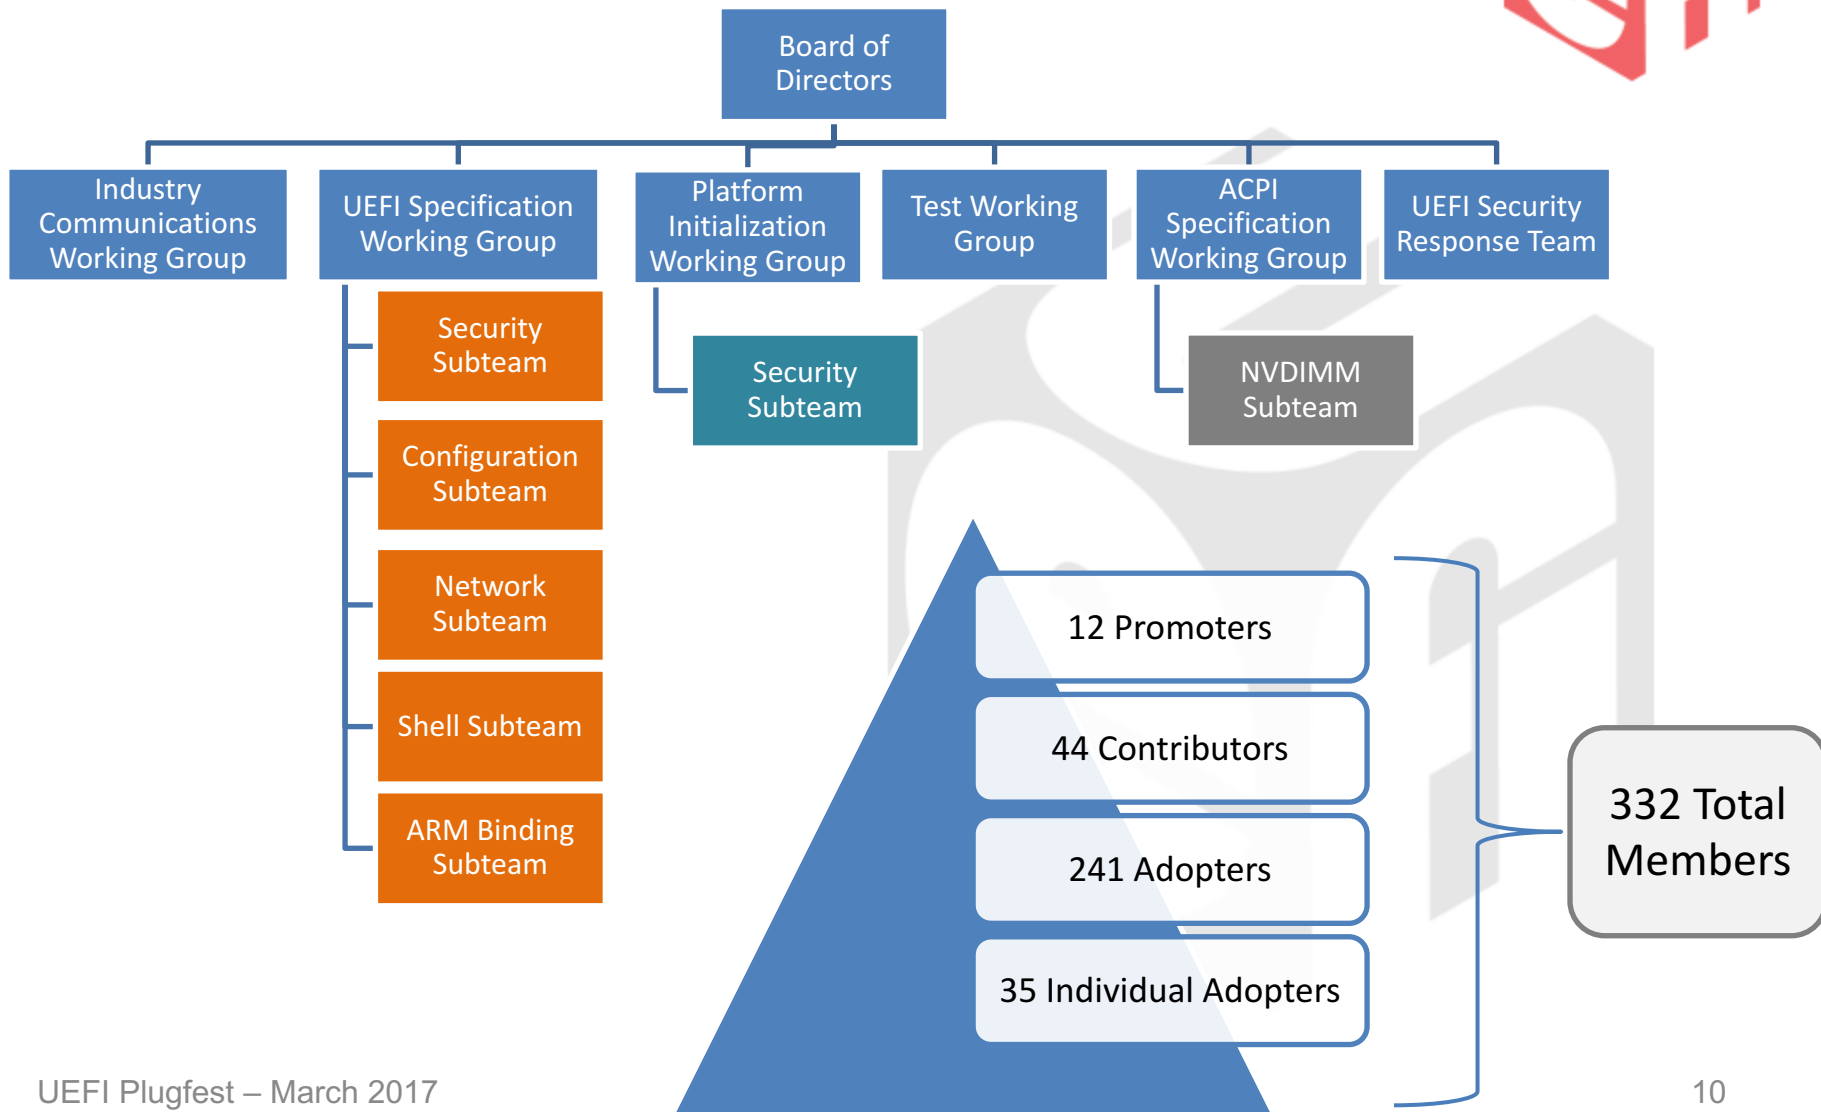 Board of
Directors
Industry
Communications
Working Group
UEFI Specification
Working Group
Platform
Initialization
Working Group
Test Working
Group
ACPI
Specification
Working Group
UEFI Security
Response Team
Security
Subteam
Configuration
Subteam
Network
Subteam
Shell Subteam
ARM Binding
Subteam
Security
Subteam
NVDIMM
Subteam
12 Promoters
44 Contributors
241 Adopters
35 Individual Adopters
332 Total
Members
UEFI Plugfest – March 2017
10